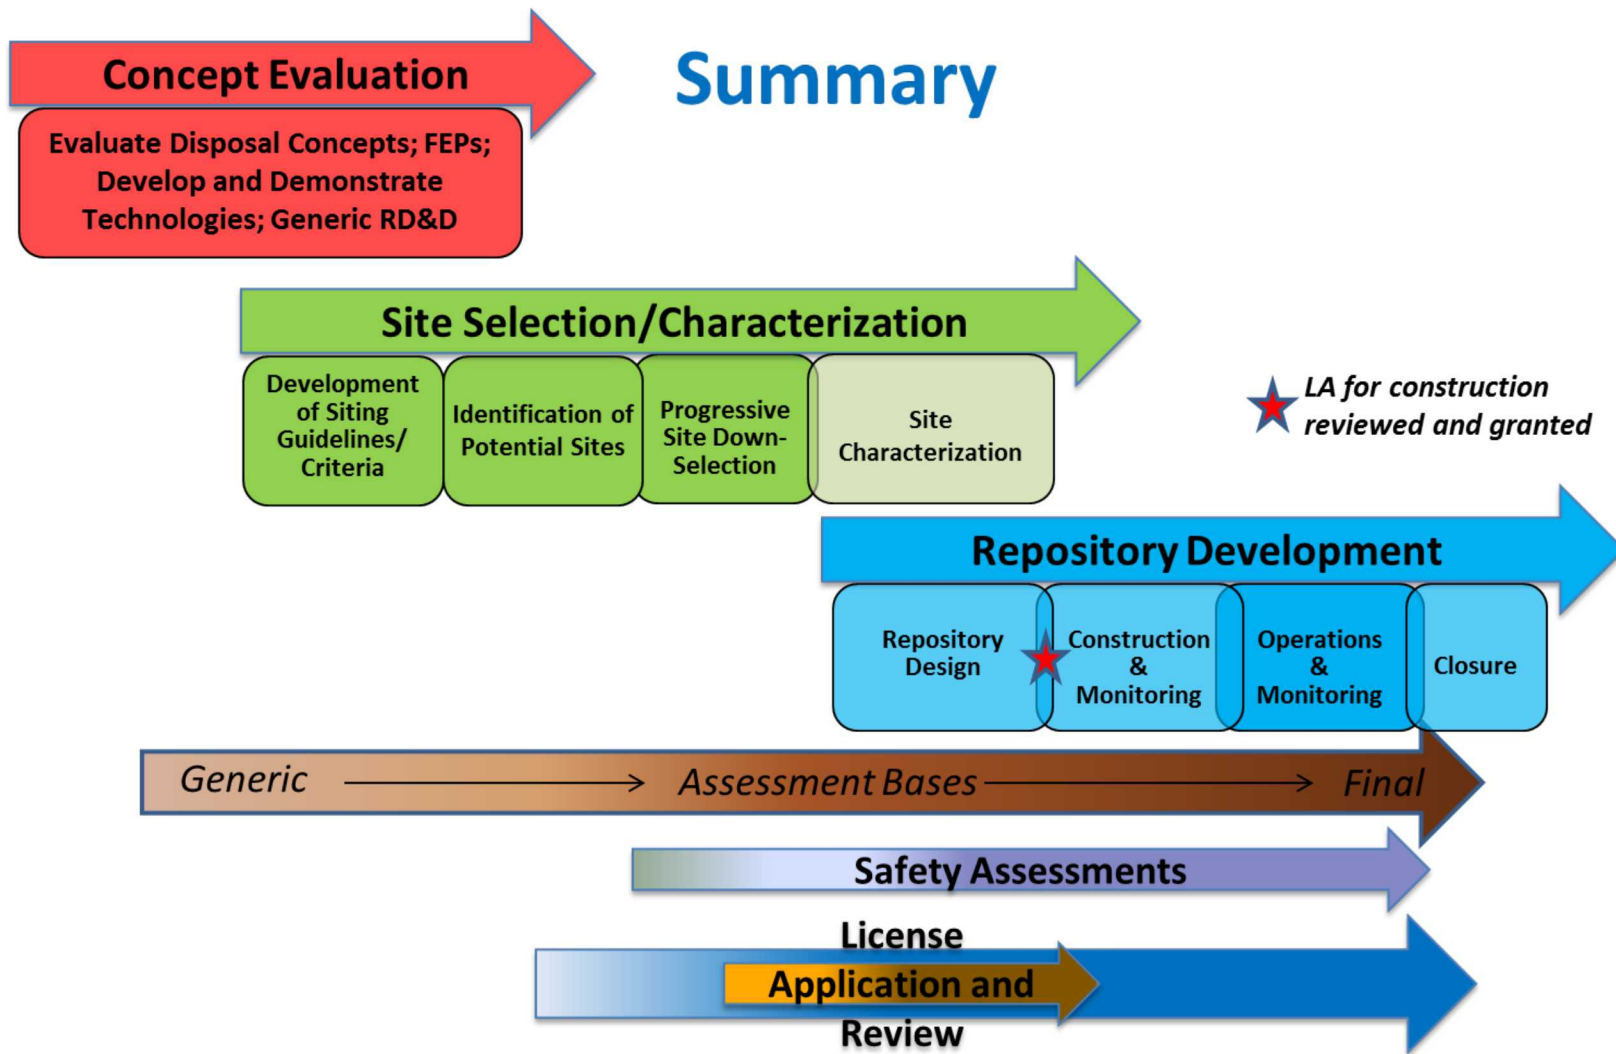 Concept Evaluation
Summary
Evaluate Disposal Concepts; FEPs;
Develop and Demonstrate
Technologies; Generic RD&D
Site Selection/Characterization
Development
of Siting
Guidelines/
Criteria
Identification of
Potential Sites
Progressive
Site Down-
Selection
Site
Characterization
LA for construction
reviewed and granted
Repository Development
Repository
Design
Construction
&
Monitoring
Operations
&
Monitoring
Closure
Generic
Assessment Bases
Final
Safety Assessments
License
Application and
Review